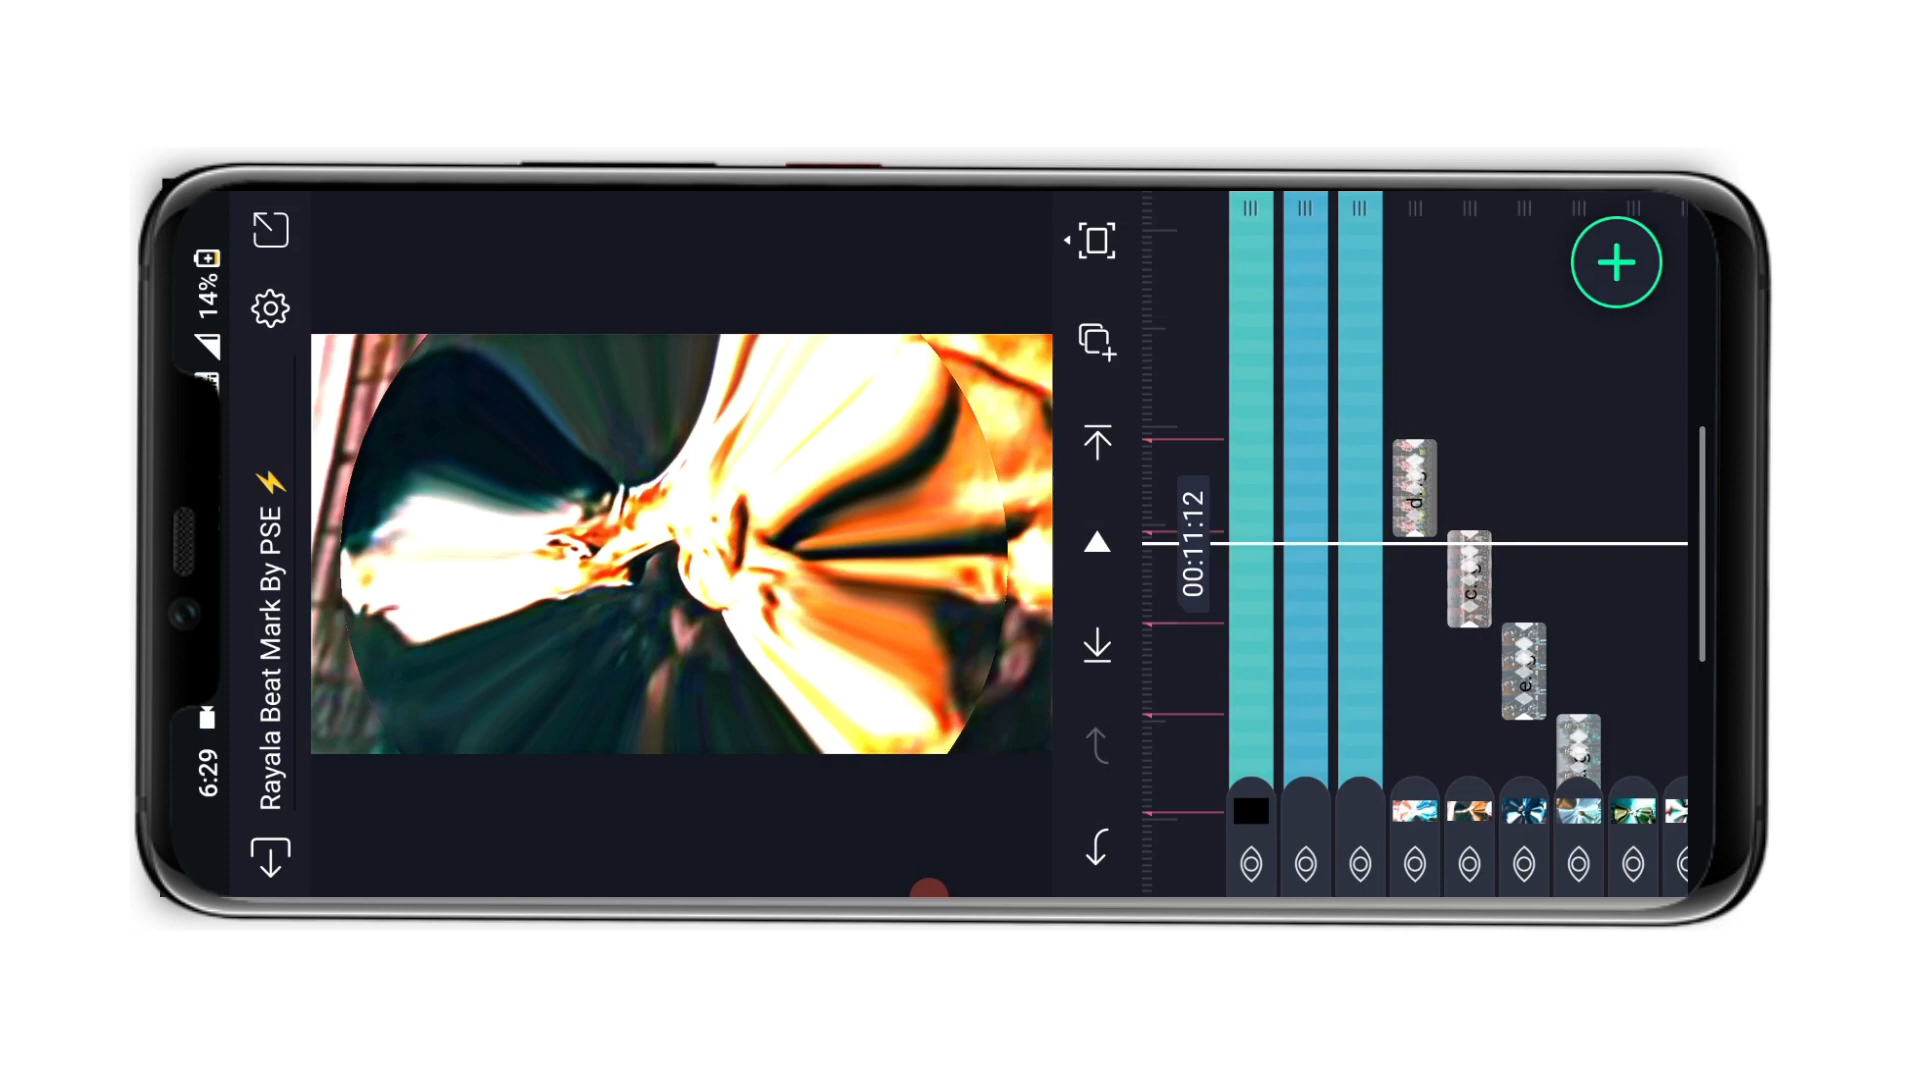 6:29
14%
Rayala Beat Mark By PSE ⚡
00:11:12
d...g
c...g
e...g